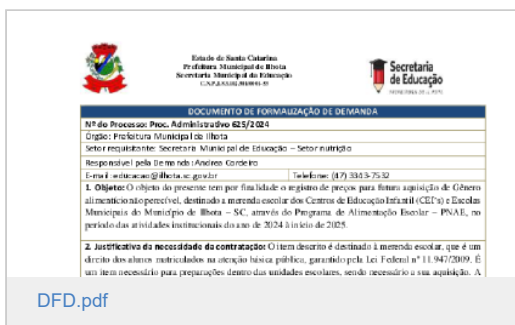 Estado de Santa Catarina
Prefeitura Municipal de Ilhota
Secretaria Municipal da Educação
Secretaria
de Educação
DOCUMENTO DE FORMALIZAÇÃO DE DEMANDA
Nº do Processo: Proc. Administrativo 625/2024
Órgão: Prefeitura Municipal de Ilhota
Setor requisitante: Secretaria Municipal de Educação – Setor nutrição
Responsável pela Demanda: Andrea Cordeiro
E-mail: educacao@ilhota.sc.gov.br Telefone: (47) 3343-7532
1. Objeto: O objeto do presente tem por finalidade o registro de preços para futura aquisição de Gênero
alimentício não perecível, destinado a merenda escolar dos Centros de Educação Infantil (CEI's) e Escolas
Municipais do Município de Ilhota – SC, através do Programa de Alimentação Escolar – PNAE, no
período das atividades institucionais do ano de 2024 à início de 2025.
2. Justificativa da necessidade da contratação: O item descrito é destinado à merenda escolar, que é um
direito dos alunos matriculados na atenção básica pública, garantido pela Lei Federal nº 11.947/2009. É
um item necessário para preparações dentro das unidades escolares, sendo necessário a sua aquisição. A
DFD.pdf